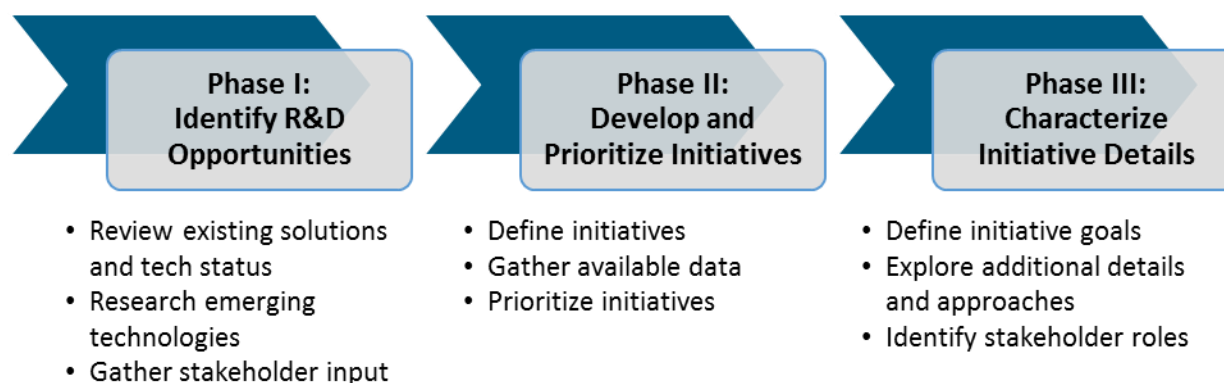 Phase I:
Identify R&D
Opportunities
• Review existing solutions
and tech status
• Research emerging
technologies
• Gather stakeholder input
Phase II:
Develop and
Prioritize Initiatives
• Define initiatives
• Gather available data
• Prioritize initiatives
Phase III:
Characterize
Initiative Details
• Define initiative goals
• Explore additional details
and approaches
• Identify stakeholder roles